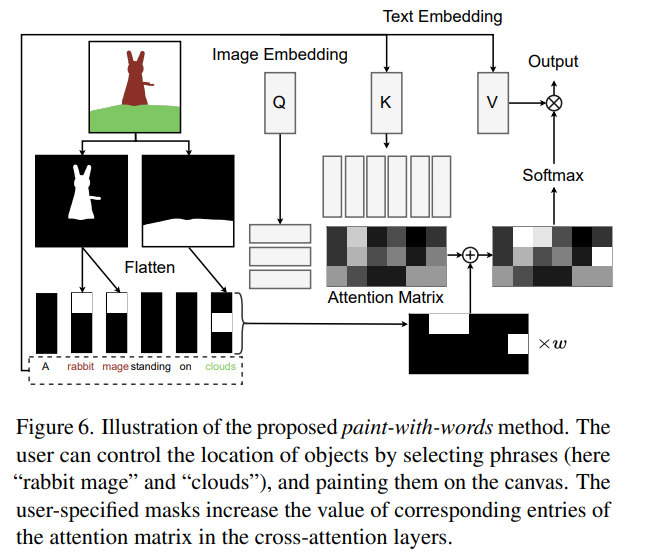 Text Embedding
Image Embedding
Output
Q
K
V
Softmax
Flatten
Attention Matrix
×w
A rabbit mage standing on clouds
Figure 6. Illustration of the proposed paint-with-words method. The
user can control the location of objects by selecting phrases (here
“rabbit mage” and “clouds”), and painting them on the canvas. The
user-specified masks increase the value of corresponding entries of
the attention matrix in the cross-attention layers.